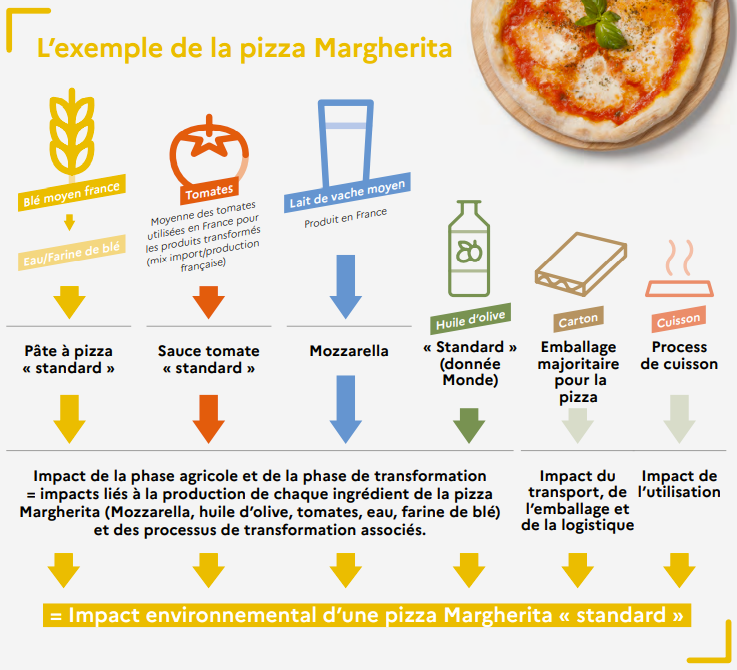 L'exemple de la pizza Margherita
Blé moyen france
Eau/Farine de blé
Pâte à pizza
« standard »
Tomates
Moyenne des tomates
utilisées en France pour
les produits transformés
(mix import/production
française)
Sauce tomate
« standard »
Lait de vache moyen
Produit en France
Mozzarella
Huile d'olive
« Standard »
(donnée
Monde)
Carton
Emballage
majoritaire
pour la
pizza
Cuisson
Process
de cuisson
Impact de la phase agricole et de la phase de transformation
= impacts liés à la production de chaque ingrédient de la pizza
Margherita (Mozzarella, huile d'olive, tomates, eau, farine de blé)
et des processus de transformation associés.
Impact du
transport, de
l'emballage et
de la logistique
Impact de
l'utilisation
= Impact environnemental d'une pizza Margherita « standard »